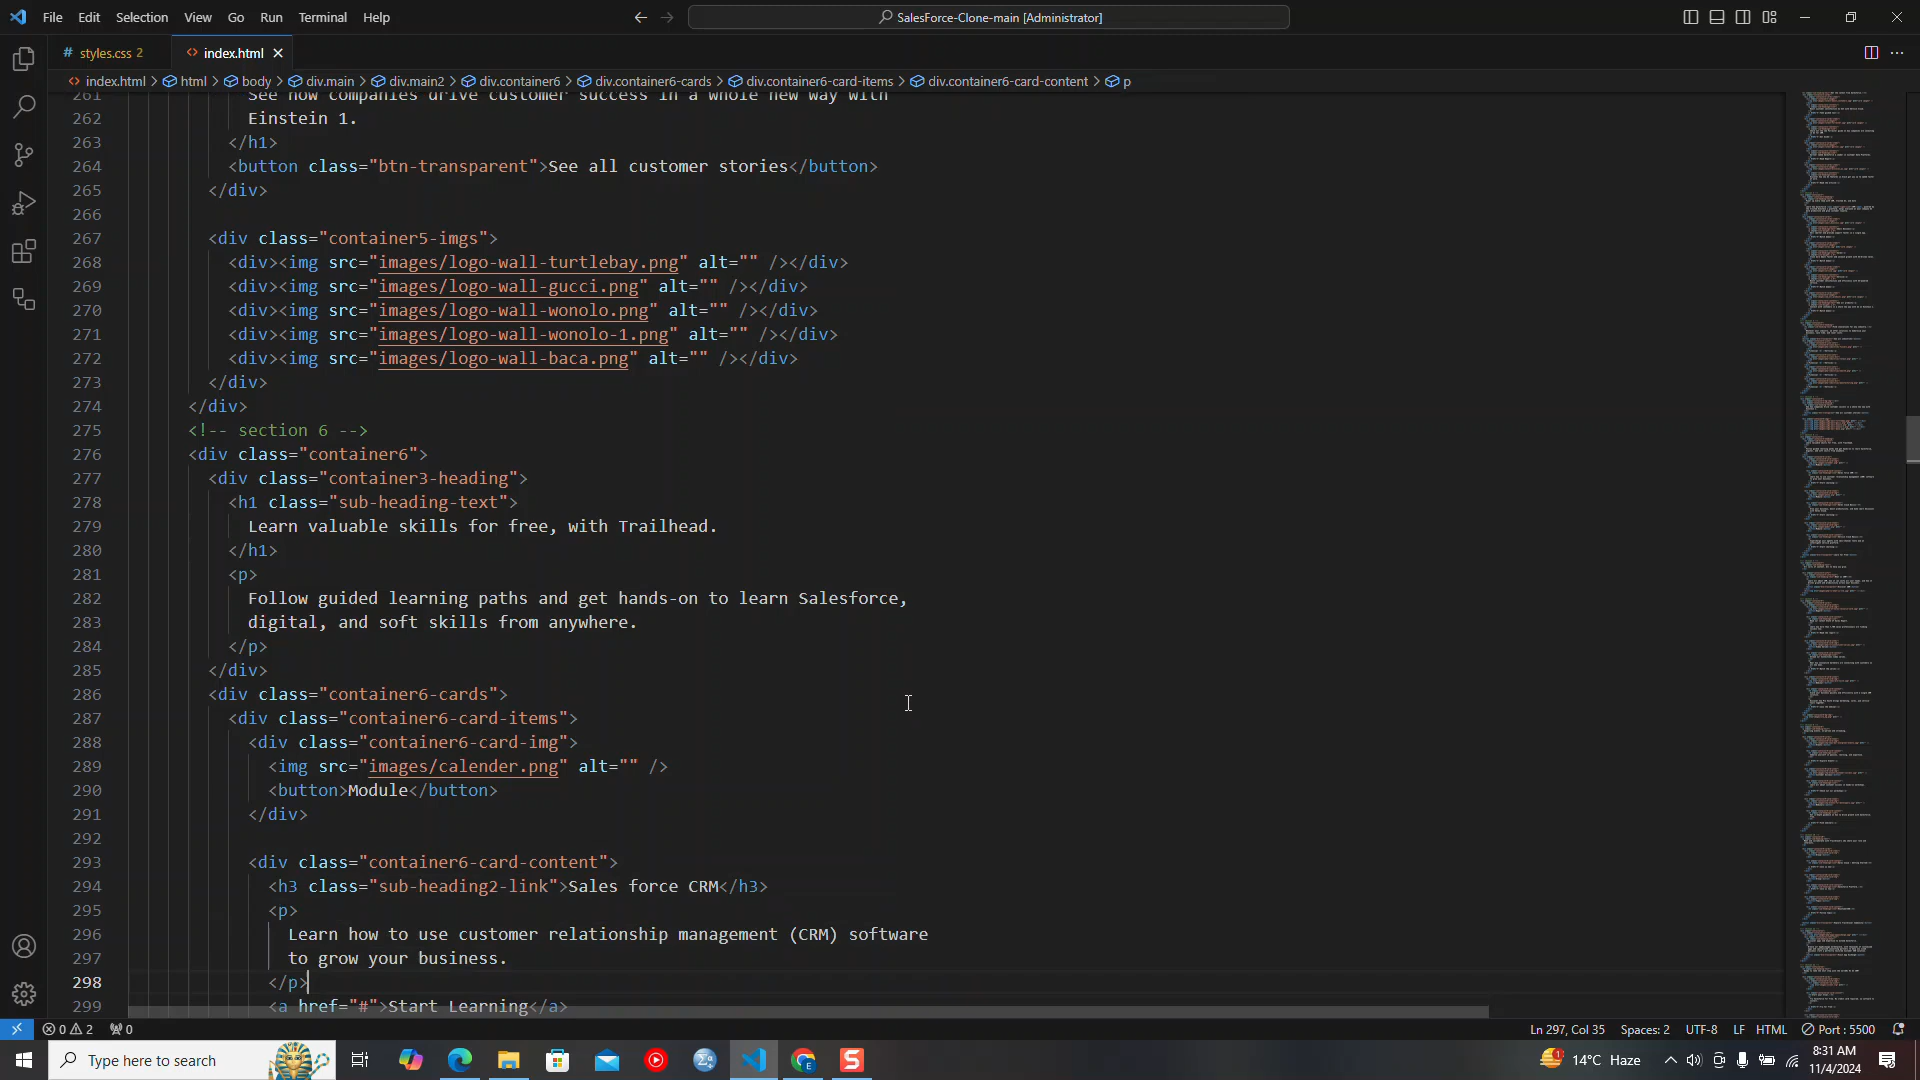 File Edit Selection View Go Run Terminal Help
SalesForce-Clone-main [Administrator]
# styles.css 2
<> index.html
<> index.html > html > body > div.main > div.main2 > div.container6 > div.container6-cards > div.container6-card-items > div.container6-card-content > p
261 See how companies drive customer success in a whole new way with
262 Einstein 1.
263 </h1>
264 <button class="btn-transparent">See all customer stories</button>
265 </div>
266
267 <div class="container5-imgs">
268 <div><img src="images/logo-wall-turtlebay.png" alt="" /></div>
269 <div><img src="images/logo-wall-gucci.png" alt="" /></div>
270 <div><img src="images/logo-wall-wonolo.png" alt="" /></div>
271 <div><img src="images/logo-wall-wonolo-1.png" alt="" /></div>
272 <div><img src="images/logo-wall-baca.png" alt="" /></div>
273 </div>
274 </div>
275 <!-- section 6 -->
276 <div class="container6">
277 <div class="container3-heading">
278 <h1 class="sub-heading-text">
279 Learn valuable skills for free, with Trailhead.
280 </h1>
281 <p>
282 Follow guided learning paths and get hands-on to learn Salesforce,
283 digital, and soft skills from anywhere.
284 </p>
285 </div>
286 <div class="container6-cards">
287 <div class="container6-card-items">
288 <div class="container6-card-img">
289 <img src="images/calender.png" alt="" />
290 <button>Module</button>
291 </div>
292
293 <div class="container6-card-content">
294 <h3 class="sub-heading2-link">Sales force CRM</h3>
295 <p>
296 Learn how to use customer relationship management (CRM) software
297 to grow your business.
298 </p>
299 <a href="#">Start Learning</a>
0 2 0
Ln 297, Col 35 Spaces: 2 UTF-8 LF HTML Port : 5500
Type here to search
14°C Haze
8:31 AM
11/4/2024